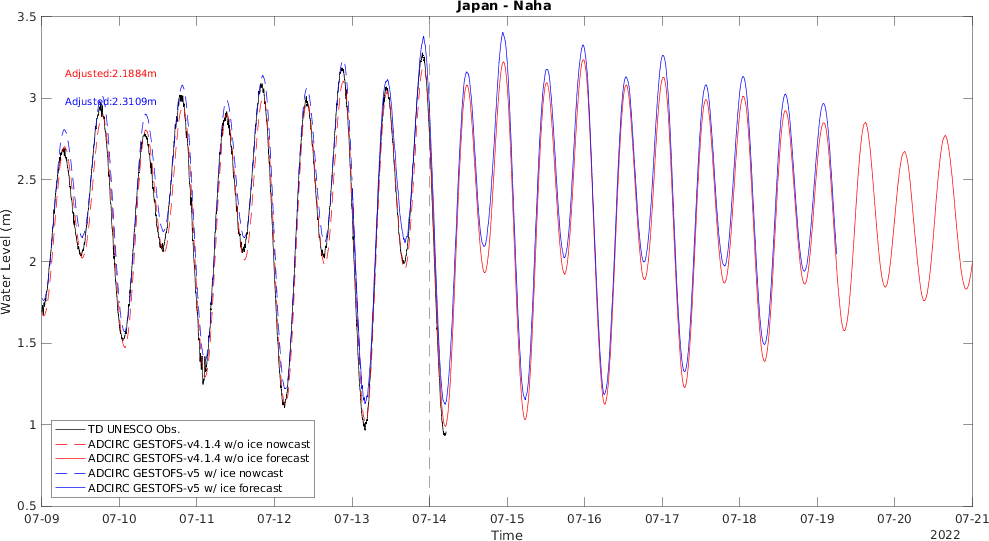 Japan - Naha
3.5
3
2.5
2
1.5
1
0.5
Water Level (m)
Adjusted:2.1884m
Adjusted:2.3109m
TD UNESCO Obs.
ADCIRC GESTOFS-v4.1.4 w/o ice nowcast
ADCIRC GESTOFS-v4.1.4 w/o ice forecast
ADCIRC GESTOFS-v5 w/ ice nowcast
ADCIRC GESTOFS-v5 w/ ice forecast
07-09 07-10 07-11 07-12 07-13 07-14 07-15 07-16 07-17 07-18 07-19 07-20 07-21
Time
2022